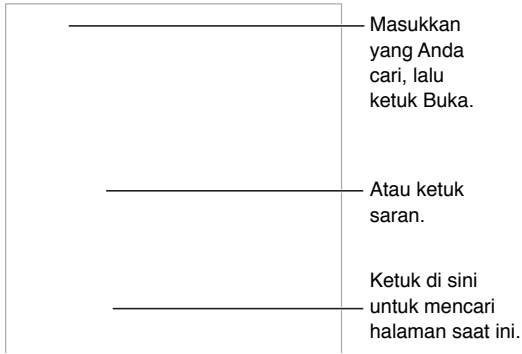 Masukkan
yang Anda
cari, lalu
ketuk Buka.
Atau ketuk
saran.
Ketuk di sini
untuk mencari
halaman saat ini.